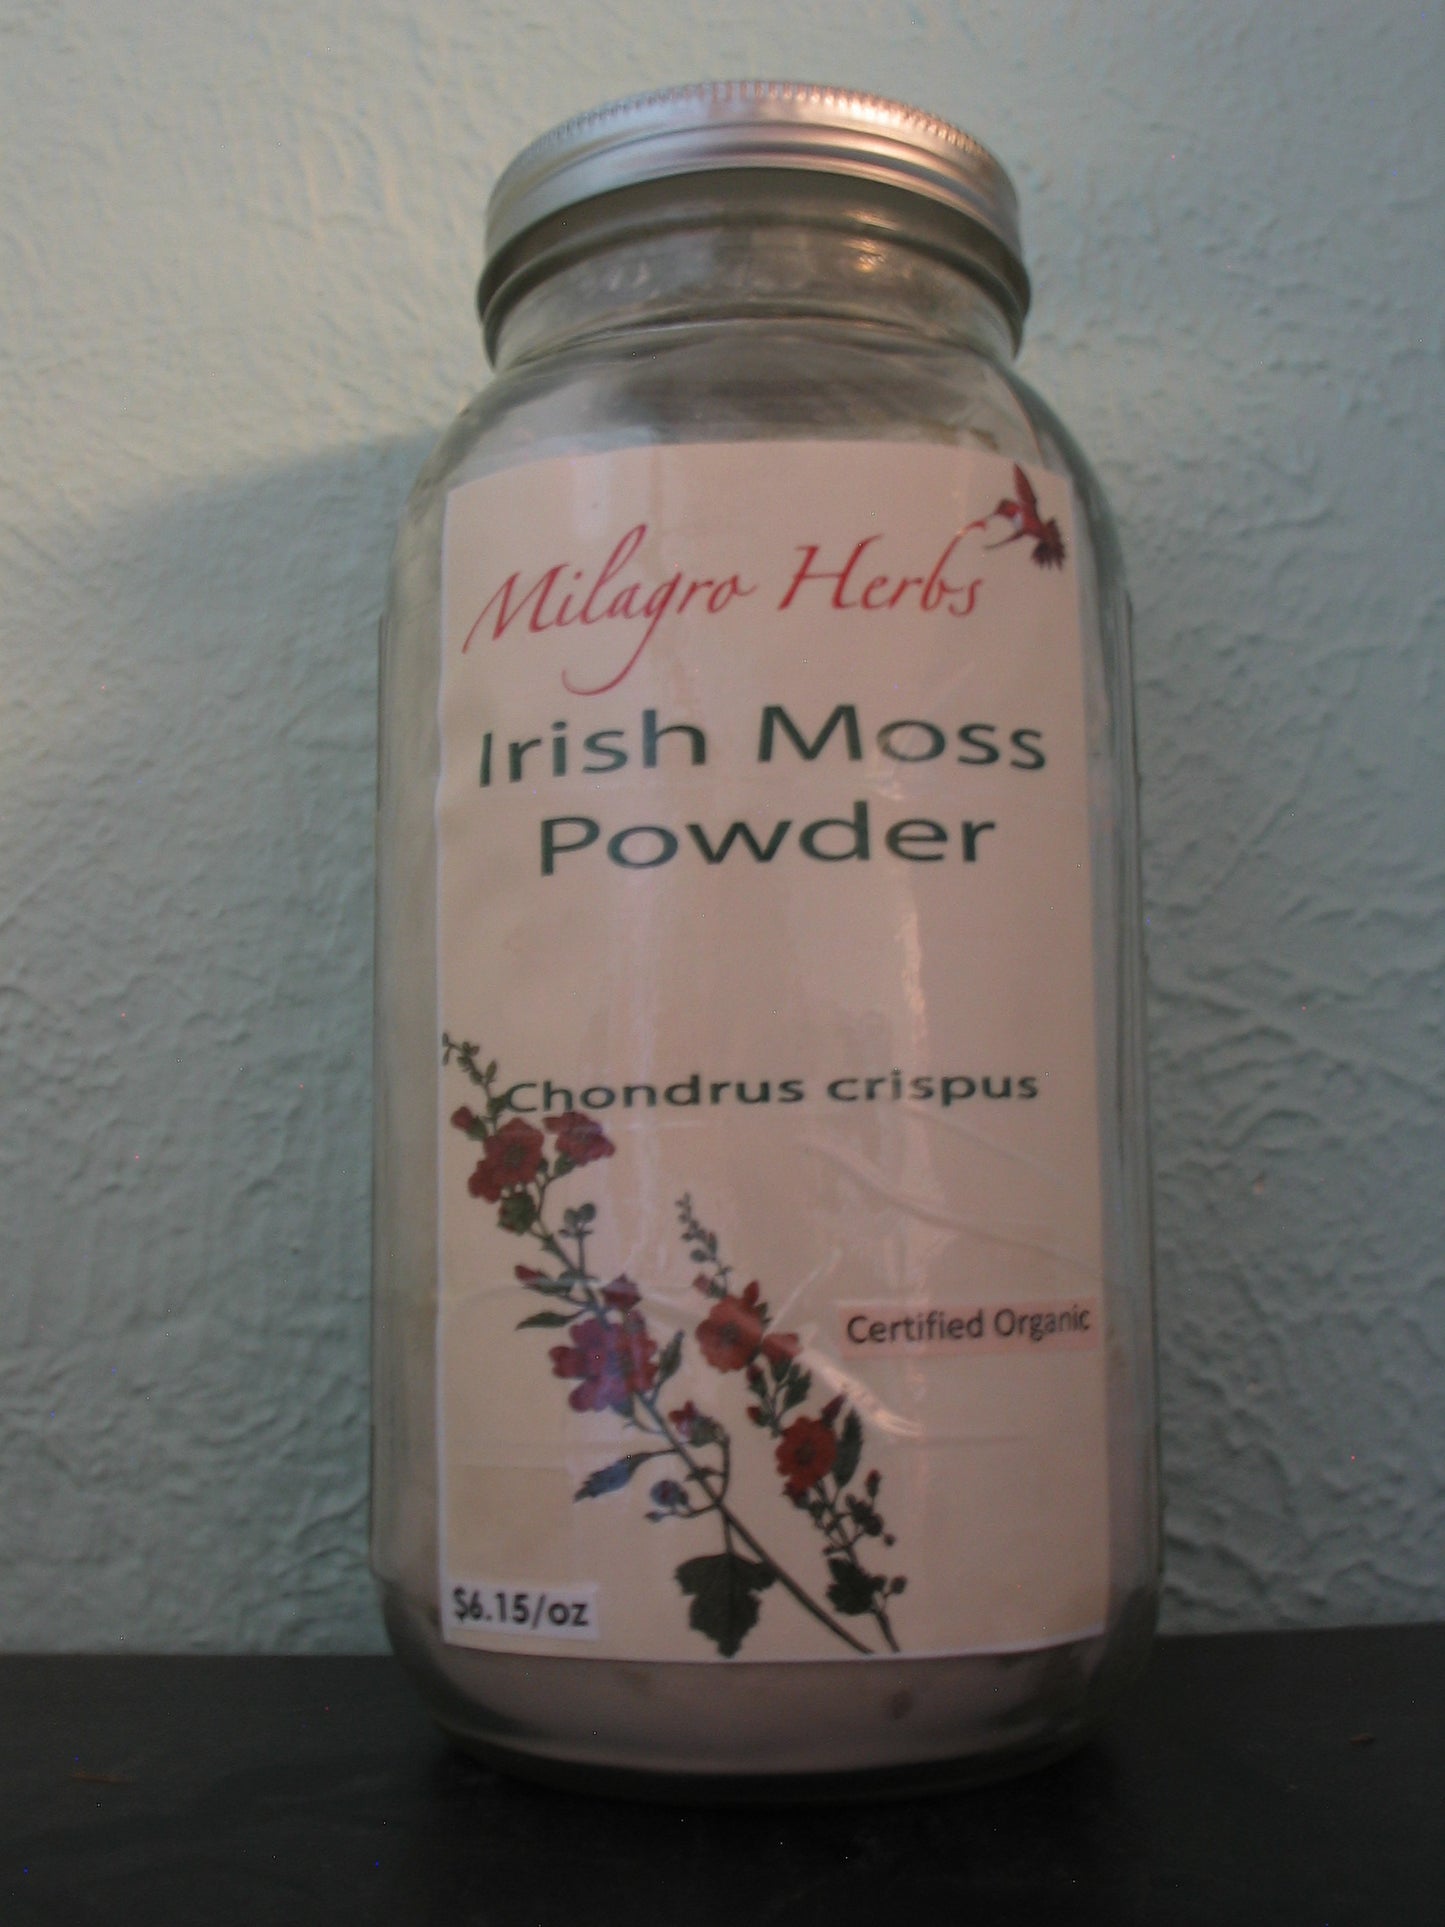 Milagro Herbs
Irish Moss
Powder
Chondrus crispus
Certified Organic
$6.15/oz